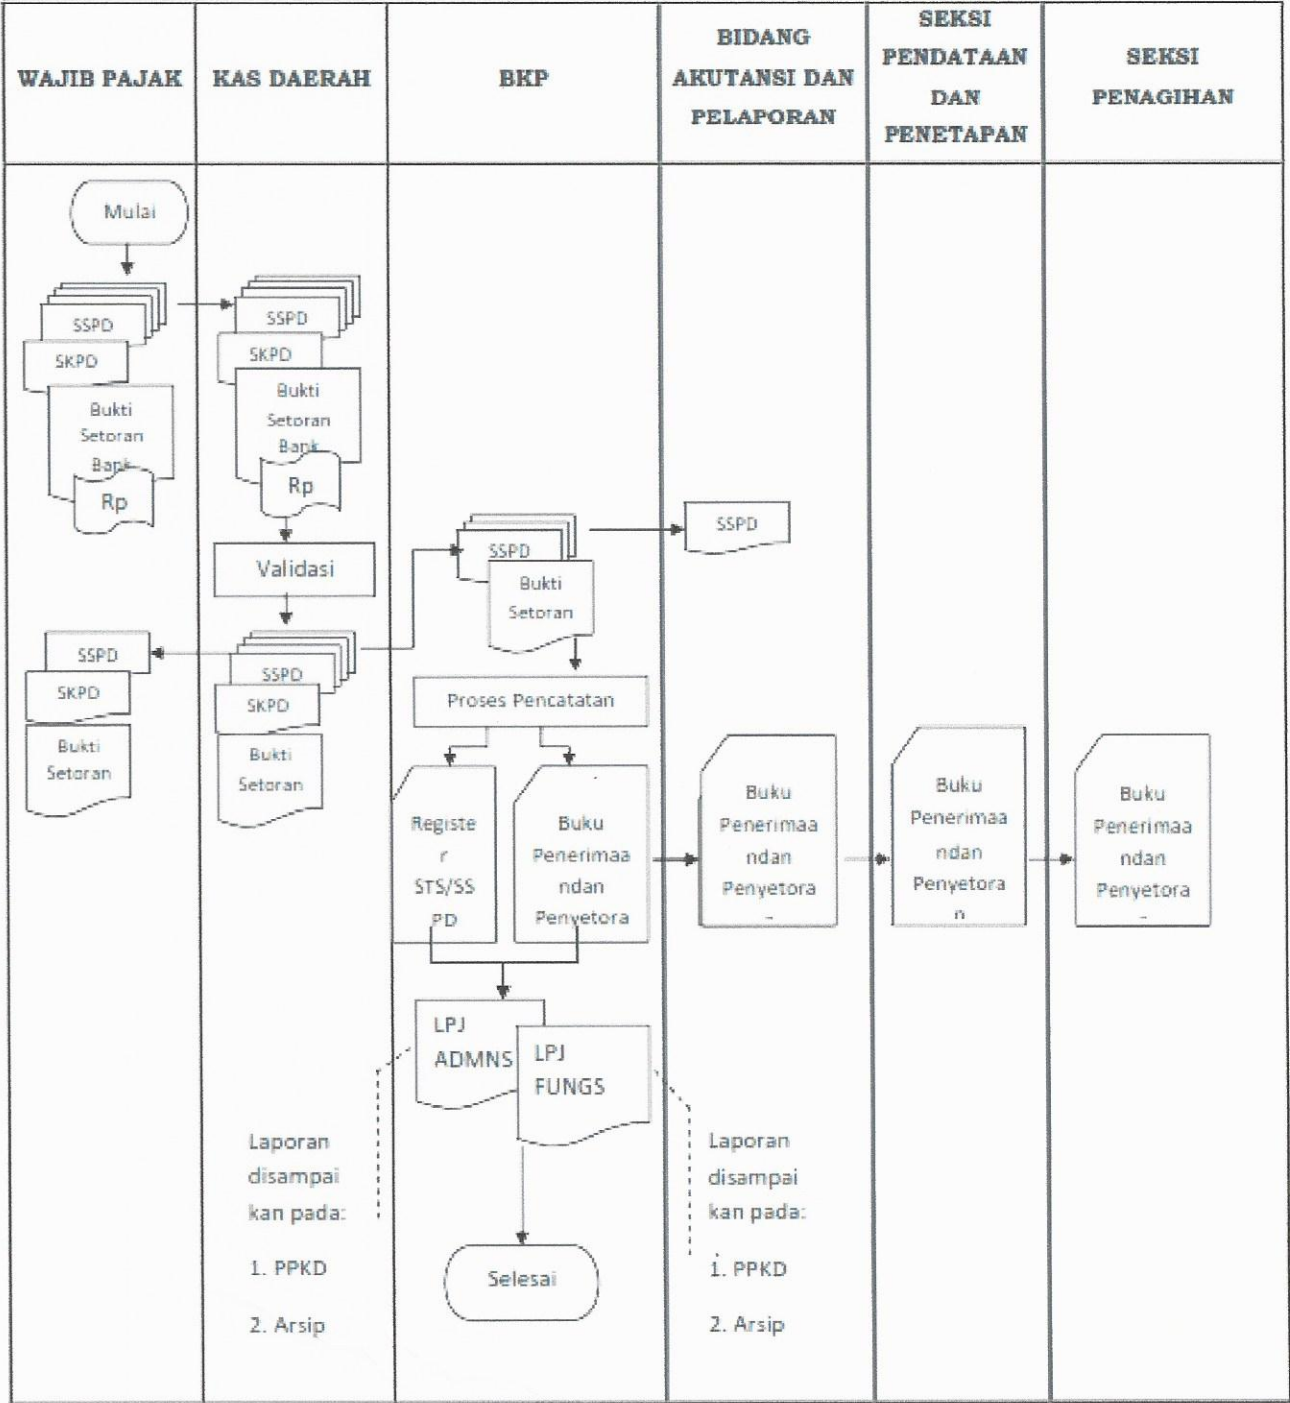 WAJIB PAJAK
KAS DAERAH
BKP
BIDANG
AKUTANSI DAN
PELAPORAN
SEKSI
PENDATAAN
DAN
PENETAPAN
SEKSI
PENAGIHAN
Mulai
SSPD
SKPD
Bukti
Setoran
Bank
Rp
SSPD
SKPD
Bukti
Setoran
Bank
Rp
Validasi
SSPD
Bukti
Setoran
SSPD
SSPD
SKPD
Bukti
Setoran
SSPD
SKPD
Bukti
Setoran
Proses Pencatatan
Registe
r
STS/SS
PD
Buku
Penerimaa
ndan
Penyetora
Buku
Penerimaa
ndan
Penyetora
Buku
Penerimaa
ndan
Penyetora
n
Buku
Penerimaa
ndan
Penyetora
LPJ
ADMNS
LPJ
FUNGS
Laporan
disampai
kan pada:
1. PPKD
2. Arsip
Selesai
Laporan
disampai
kan pada:
1. PPKD
2. Arsip